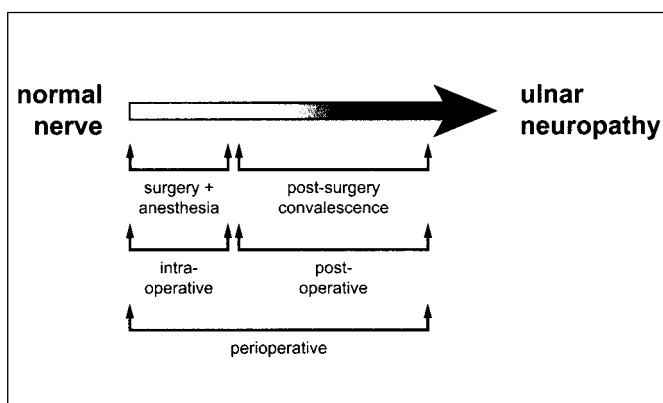 normal
nerve
ulnar
neuropathy
surgery +
anesthesia
post-surgery
convalescence
intra-
operative
post-
operative
perioperative